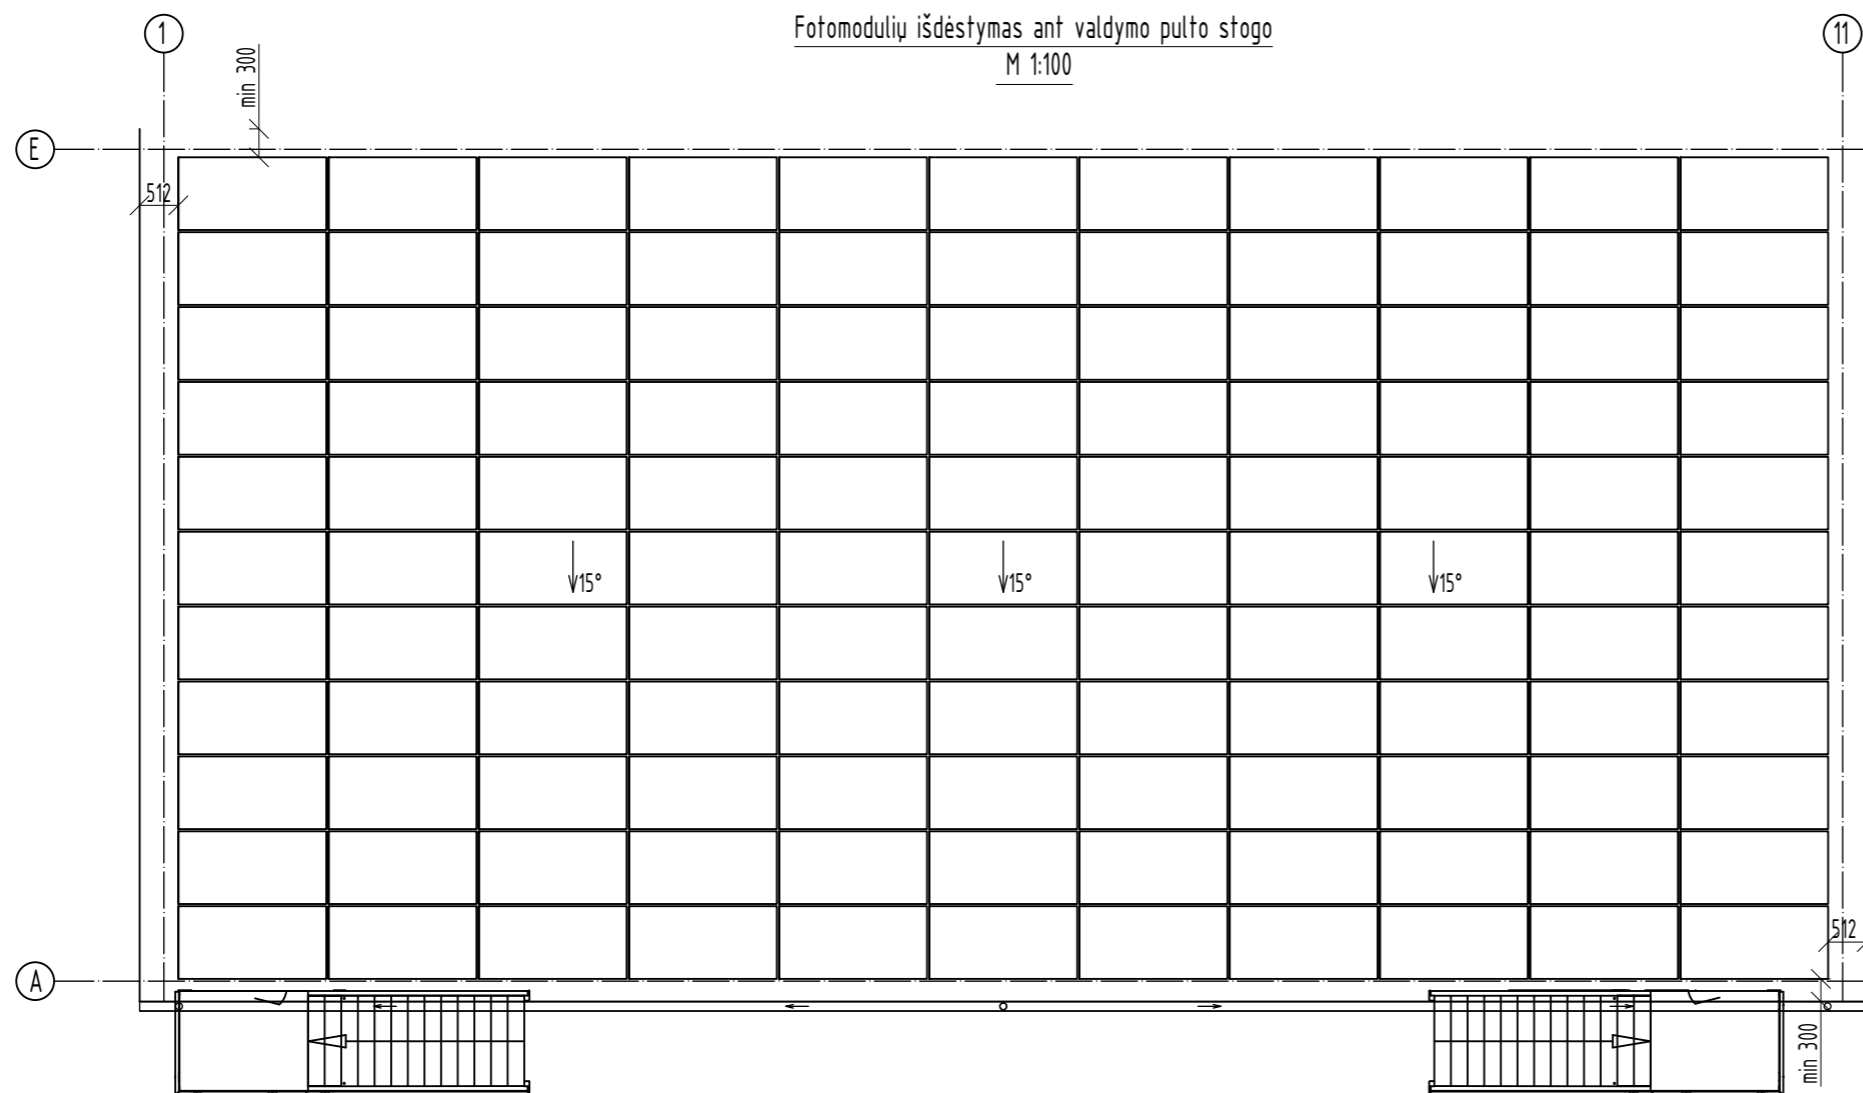 Fotomodulių išdėstymas ant valdymo pulto stogo
M 1:100
1
11
min 300
E
512
15°
15°
15°
512
A
min 300